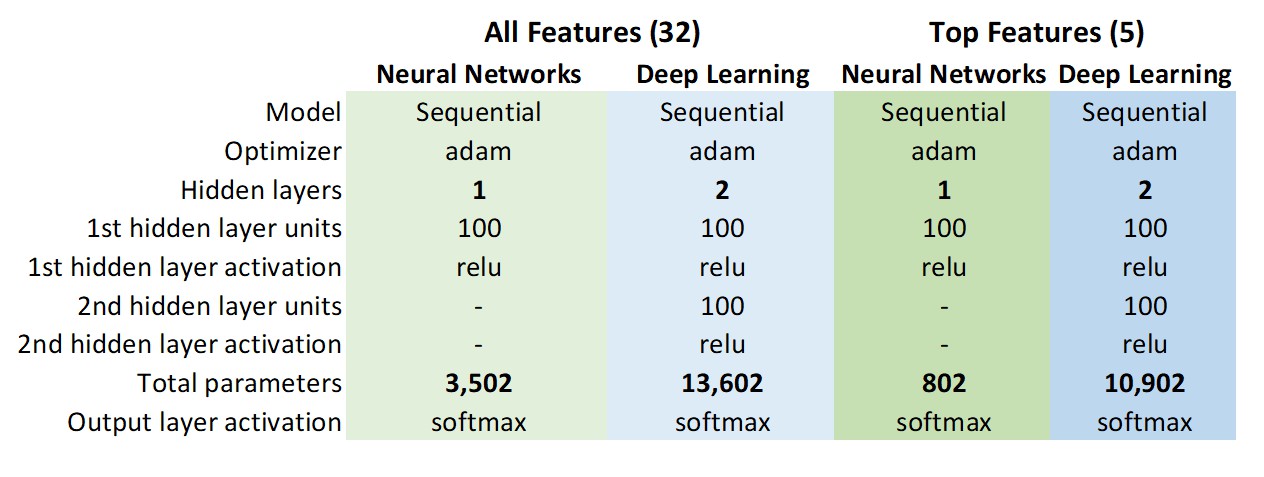 All Features (32) Top Features (5)
Neural Networks Deep Learning Neural Networks Deep Learning
Model Sequential Sequential Sequential Sequential
Optimizer adam adam adam adam
Hidden layers 1 2 1 2
1st hidden layer units 100 100 100 100
1st hidden layer activation relu relu relu relu
2nd hidden layer units - 100 - 100
2nd hidden layer activation - relu - relu
Total parameters 3,502 13,602 802 10,902
Output layer activation softmax softmax softmax softmax